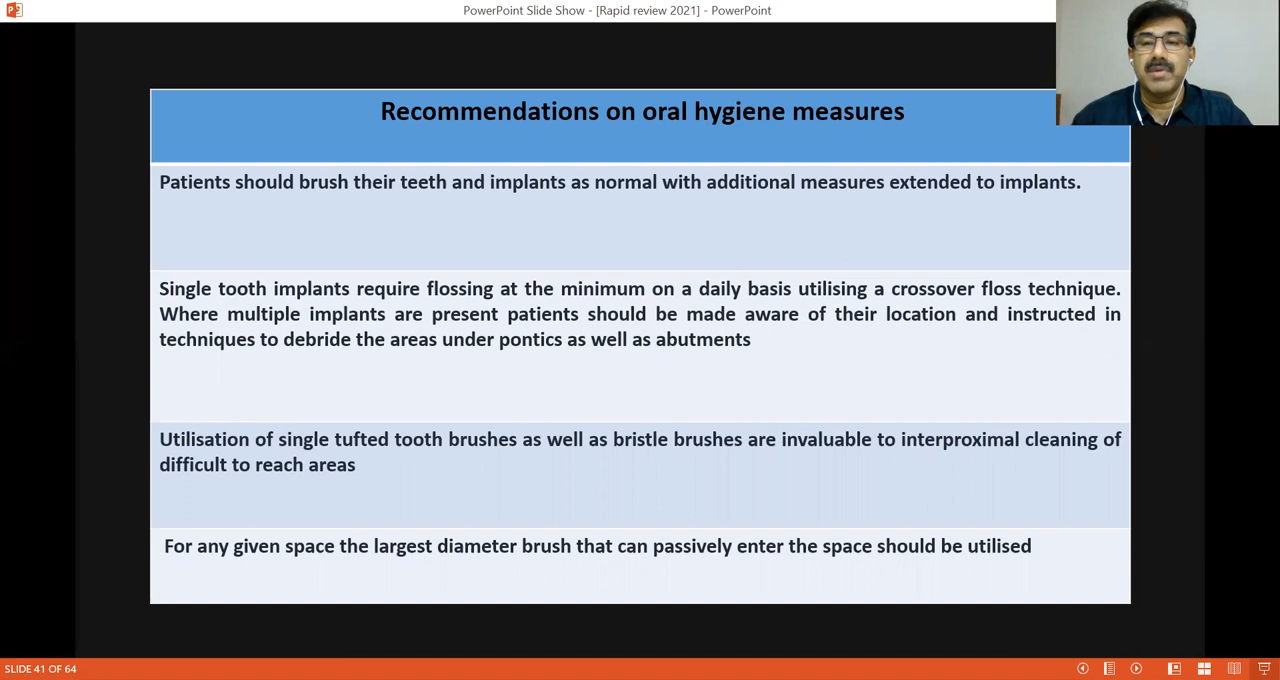 PowerPoint Slide Show - [Rapid review 2021] - PowerPoint
Recommendations on oral hygiene measures
Patients should brush their teeth and implants as normal with additional measures extended to implants.
Single tooth implants require flossing at the minimum on a daily basis utilising a crossover floss technique.
Where multiple implants are present patients should be made aware of their location and instructed in
techniques to debride the areas under pontics as well as abutments
Utilisation of single tufted tooth brushes as well as bristle brushes are invaluable to interproximal cleaning of
difficult to reach areas
For any given space the largest diameter brush that can passively enter the space should be utilised
SLIDE 41 OF 64